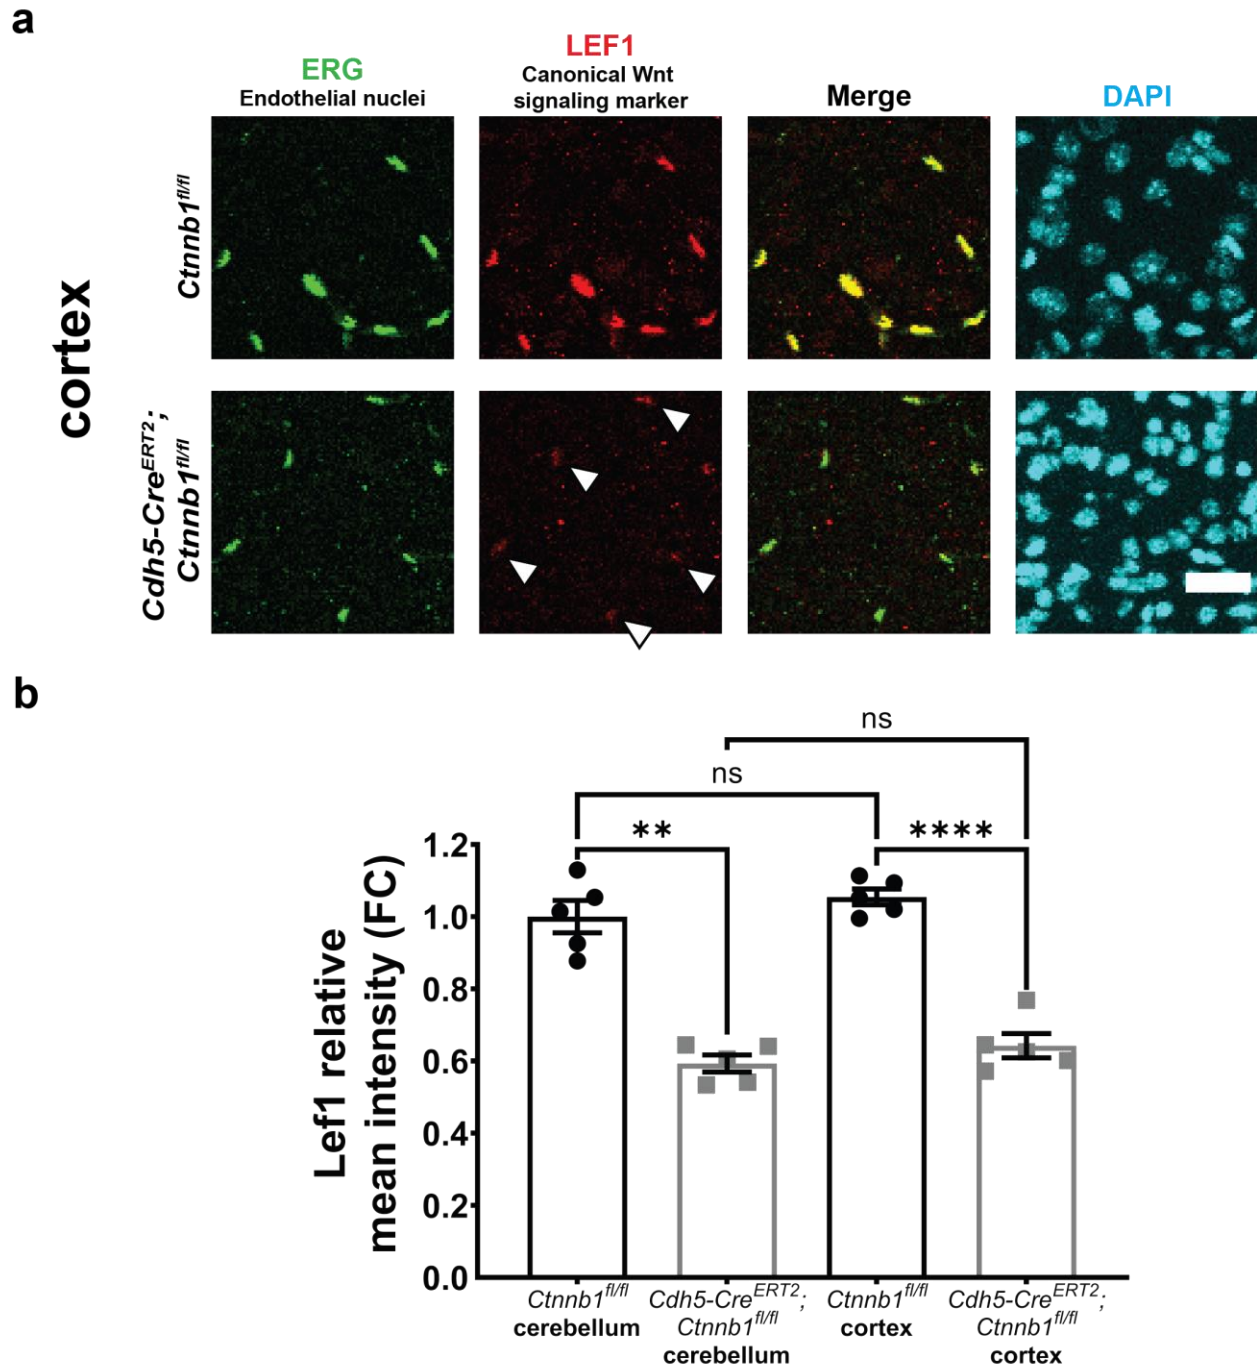 a
ERG
Endothelial nuclei
LEF1
Canonical Wnt
signaling marker
Merge
DAPI
cortex
Ctnnb1fl/fl
Cdh5-CreERT2;
Ctnnb1fl/fl
b
ns
ns
**
****
Lef1 relative
mean intensity (FC)
1.2
1.0
0.8
0.6
0.4
0.2
0.0
Ctnnb1fl/fl
cerebellum
Cdh5-CreERT2;
Ctnnb1fl/fl
cerebellum
Ctnnb1fl/fl
cortex
Cdh5-CreERT2;
Ctnnb1fl/fl
cortex